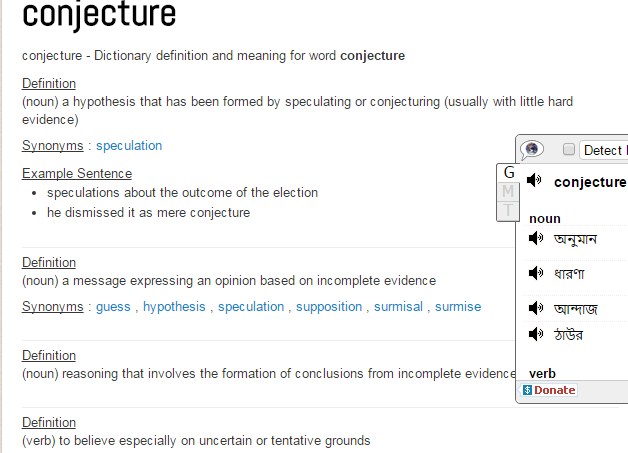 conjecture
conjecture - Dictionary definition and meaning for word conjecture
Definition
(noun) a hypothesis that has been formed by speculating or conjecturing (usually with little hard
evidence)
Synonyms : speculation
Example Sentence
speculations about the outcome of the election
he dismissed it as mere conjecture
Definition
(noun) a message expressing an opinion based on incomplete evidence
Synonyms : guess , hypothesis , speculation , supposition , surmisal , surmise
Definition
(noun) reasoning that involves the formation of conclusions from incomplete evidence
Definition
(verb) to believe especially on uncertain or tentative grounds
Detect
G
M
T
conjecture
noun
অনুমান
ধারণা
আন্দাজ
ঠাউর
verb
$ Donate